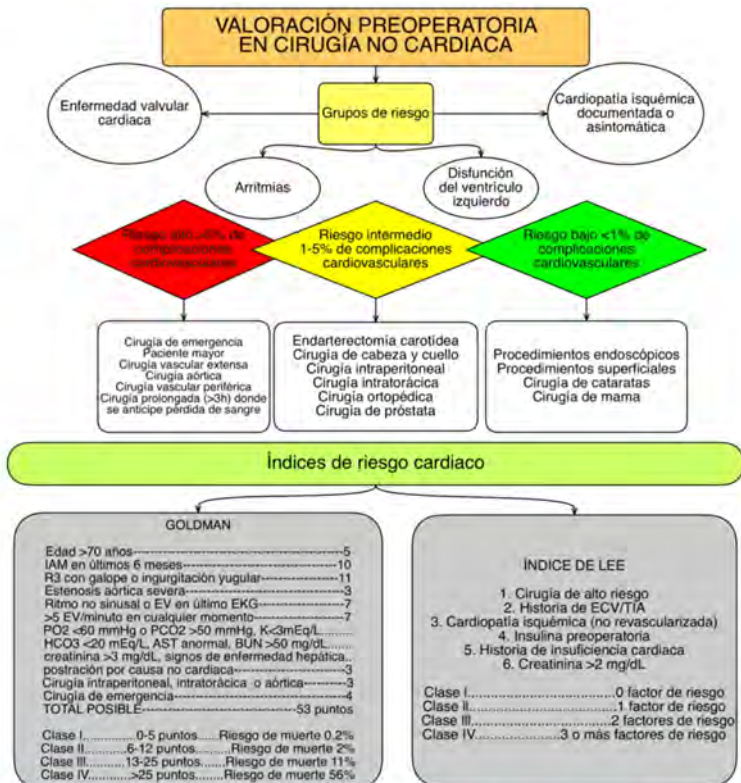 VALORACIÓN PREOPERATORIA
EN CIRUGÍA NO CARDIACA
Enfermedad valvular
cardiaca
Grupos de riesgo
Cardiopatía isquémica
documentada o
asintomática
Arritmias
Disfunción
del ventrículo
izquierdo
Riesgo alto >5% de
complicaciones
cardiovasculares
Riesgo intermedio
1-5% de complicaciones
cardiovasculares
Riesgo bajo <1% de
complicaciones
cardiovasculares
Cirugía de emergencia
Paciente mayor
Cirugía vascular extensa
Cirugía aórtica
Cirugía vascular periférica
Cirugía prolongada (>3h) donde
se anticipe pérdida de sangre
Endarterectomía carotídea
Cirugía de cabeza y cuello
Cirugía intraperitoneal
Cirugía intratorácica
Cirugía ortopédica
Cirugía de próstata
Procedimientos endoscópicos
Procedimientos superficiales
Cirugía de cataratas
Cirugía de mama
Índices de riesgo cardiaco
GOLDMAN
Edad >70 años------------------------------------5
IAM en últimos 6 meses-------------------------10
R3 con galope o ingurgitación yugular--------11
Estenosis aórtica severa------------------------3
Ritmo no sinusal o EV en último EKG--------7
>5 EV/minuto en cualquier momento---------7
PO2 <60 mmHg o PCO2 >50 mmHg, K<3mEq/L......
HCO3 <20 mEq/L, AST anormal, BUN >50 mg/dL....
creatinina >3 mg/dL, signos de enfermedad hepática..
postración por causa no cardiaca--------------3
Cirugía intraperitoneal, intratorácica o aórtica--3
Cirugía de emergencia---------------------------4
TOTAL POSIBLE-----------------------53 puntos
Clase I..........0-5 puntos.....Riesgo de muerte 0.2%
Clase II.......6-12 puntos.....Riesgo de muerte 2%
Clase III.....13-25 puntos.....Riesgo de muerte 11%
Clase IV.......>25 puntos.....Riesgo de muerte 56%
ÍNDICE DE LEE
1. Cirugía de alto riesgo
2. Historia de ECV/TIA
3. Cardiopatía isquémica (no revascularizada)
4. Insulina preoperatoria
5. Historia de insuficiencia cardiaca
6. Creatinina >2 mg/dL
Clase I..........................0 factor de riesgo
Clase II..........................1 factor de riesgo
Clase III.......................2 factores de riesgo
Clase IV.............3 o más factores de riesgo